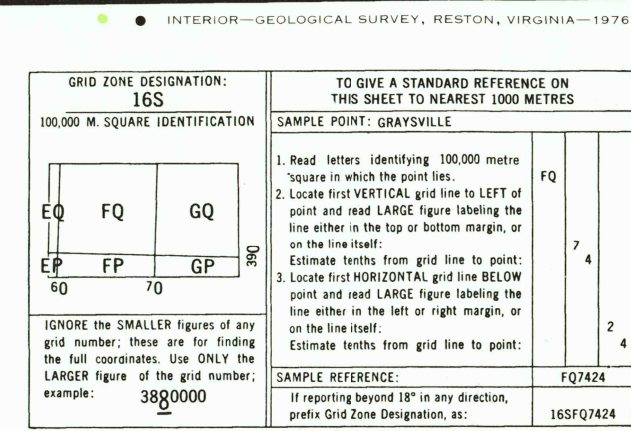 INTERIOR—GEOLOGICAL SURVEY, RESTON, VIRGINIA—1976
GRID ZONE DESIGNATION:
16S
100,000 M. SQUARE IDENTIFICATION
EQ FQ GQ
EP FP GP
390
60 70
IGNORE the SMALLER figures of any
grid number; these are for finding
the full coordinates. Use ONLY the
LARGER figure of the grid number;
example: 3880000
TO GIVE A STANDARD REFERENCE ON
THIS SHEET TO NEAREST 1000 METRES
SAMPLE POINT: GRAYSVILLE
1. Read letters identifying 100,000 metre
square in which the point lies. FQ
2. Locate first VERTICAL grid line to LEFT of
point and read LARGE figure labeling the
line either in the top or bottom margin, or
on the line itself: 7
Estimate tenths from grid line to point: 4
3. Locate first HORIZONTAL grid line BELOW
point and read LARGE figure labeling the
line either in the left or right margin, or
on the line itself: 2
Estimate tenths from grid line to point: 4
SAMPLE REFERENCE: FQ7424
If reporting beyond 18° in any direction,
prefix Grid Zone Designation, as: 16SFQ7424